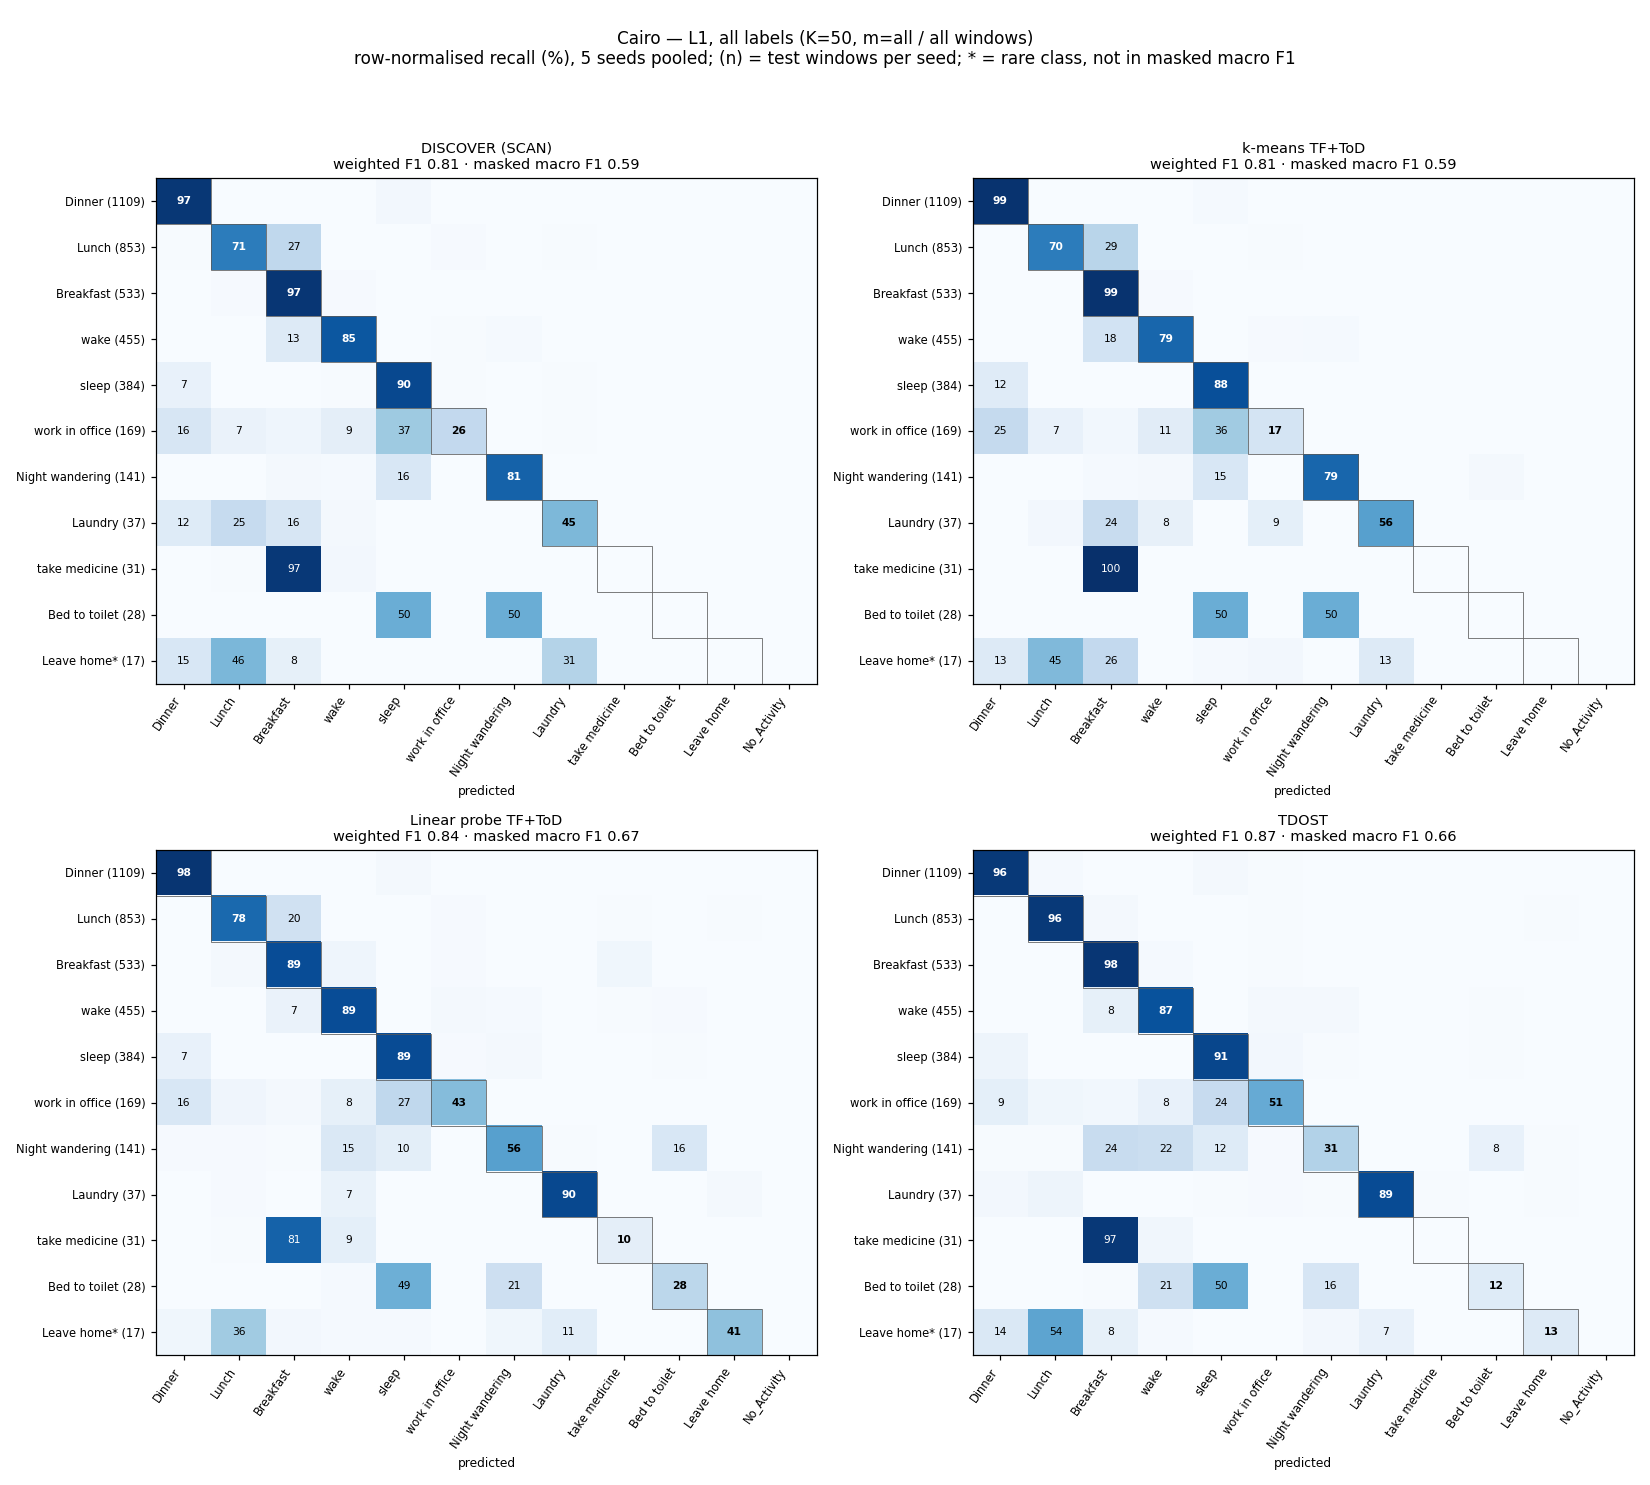 Cairo — L1, all labels (K=50, m=all / all windows)
row-normalised recall (%), 5 seeds pooled; (n) = test windows per seed; * = rare class, not in masked macro F1
DISCOVER (SCAN)
weighted F1 0.81 · masked macro F1 0.59
Dinner (1109) 97
Lunch (853) 71 27
Breakfast (533) 97
wake (455) 13 85
sleep (384) 7 90
work in office (169) 16 7 9 37 26
Night wandering (141) 16 81
Laundry (37) 12 25 16 45
take medicine (31) 97
Bed to toilet (28) 50 50
Leave home* (17) 15 46 8 31
Dinner Lunch Breakfast wake sleep work in office Night wandering Laundry take medicine Bed to toilet Leave home No_Activity
predicted
k-means TF+ToD
weighted F1 0.81 · masked macro F1 0.59
Dinner (1109) 99
Lunch (853) 70 29
Breakfast (533) 99
wake (455) 18 79
sleep (384) 12 88
work in office (169) 25 7 11 36 17
Night wandering (141) 15 79
Laundry (37) 24 8 9 56
take medicine (31) 100
Bed to toilet (28) 50 50
Leave home* (17) 13 45 26 13
Dinner Lunch Breakfast wake sleep work in office Night wandering Laundry take medicine Bed to toilet Leave home No_Activity
predicted
Linear probe TF+ToD
weighted F1 0.84 · masked macro F1 0.67
Dinner (1109) 98
Lunch (853) 78 20
Breakfast (533) 89
wake (455) 7 89
sleep (384) 7 89
work in office (169) 16 8 27 43
Night wandering (141) 15 10 56 16
Laundry (37) 7 90
take medicine (31) 81 9 10
Bed to toilet (28) 49 21 28
Leave home* (17) 36 11 41
Dinner Lunch Breakfast wake sleep work in office Night wandering Laundry take medicine Bed to toilet Leave home No_Activity
predicted
TDOST
weighted F1 0.87 · masked macro F1 0.66
Dinner (1109) 96
Lunch (853) 96
Breakfast (533) 98
wake (455) 8 87
sleep (384) 91
work in office (169) 9 8 24 51
Night wandering (141) 24 22 12 31 8
Laundry (37) 89
take medicine (31) 97
Bed to toilet (28) 21 50 16 12
Leave home* (17) 14 54 8 7 13
Dinner Lunch Breakfast wake sleep work in office Night wandering Laundry take medicine Bed to toilet Leave home No_Activity
predicted